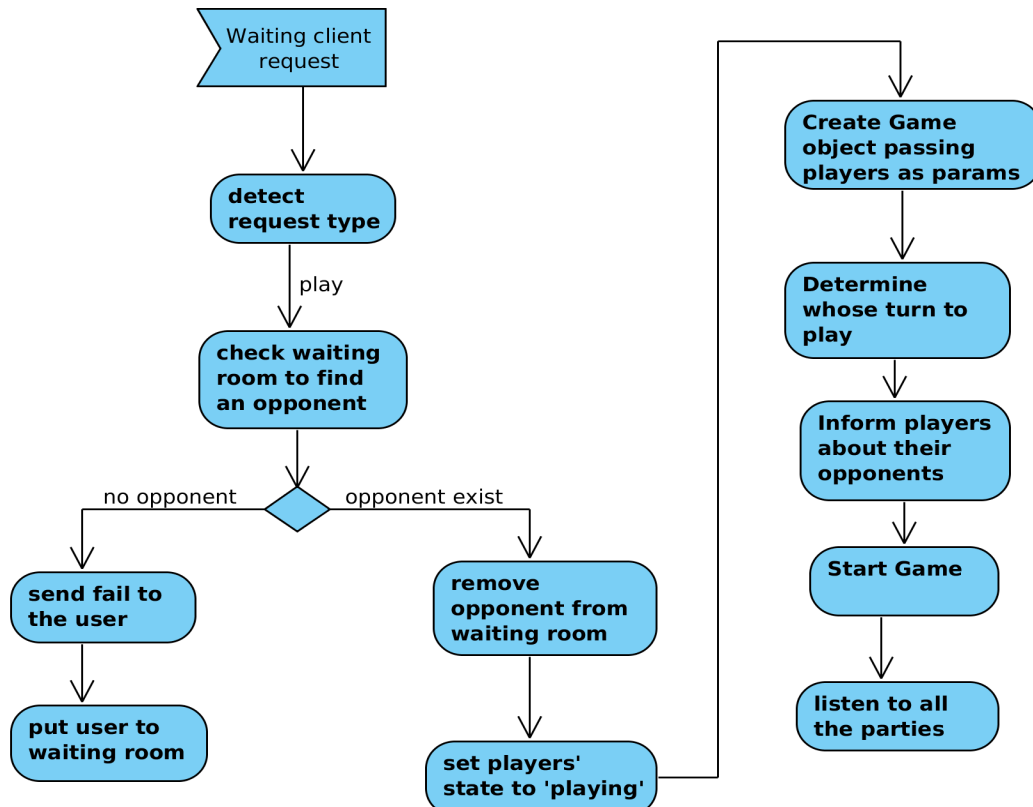 Waiting client
request
detect
request type
play
check waiting
room to find
an opponent
no opponent
opponent exist
send fail to
the user
put user to
waiting room
remove
opponent from
waiting room
set players'
state to 'playing'
Create Game
object passing
players as params
Determine
whose turn to
play
Inform players
about their
opponents
Start Game
listen to all
the parties